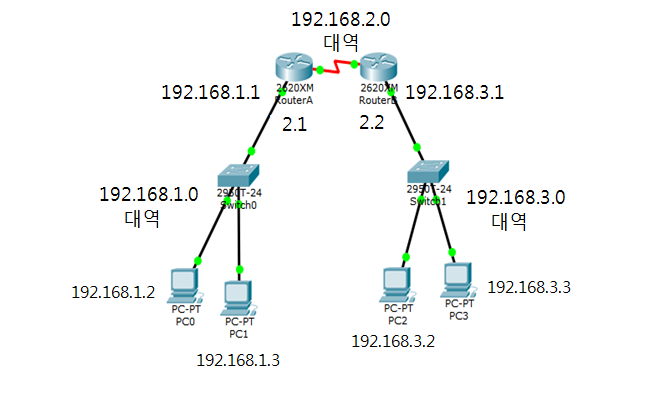 192.168.2.0
대역
2620XM
RouterA
2620XM
192.168.1.1
192.168.3.1
2.1
2.2
2950T-24
Switch0
2950T-24
Switch1
192.168.1.0
대역
192.168.3.0
대역
192.168.1.2
PC-PT
PC0
PC-PT
PC1
192.168.1.3
PC-PT
PC2
192.168.3.2
PC-PT
PC3
192.168.3.3